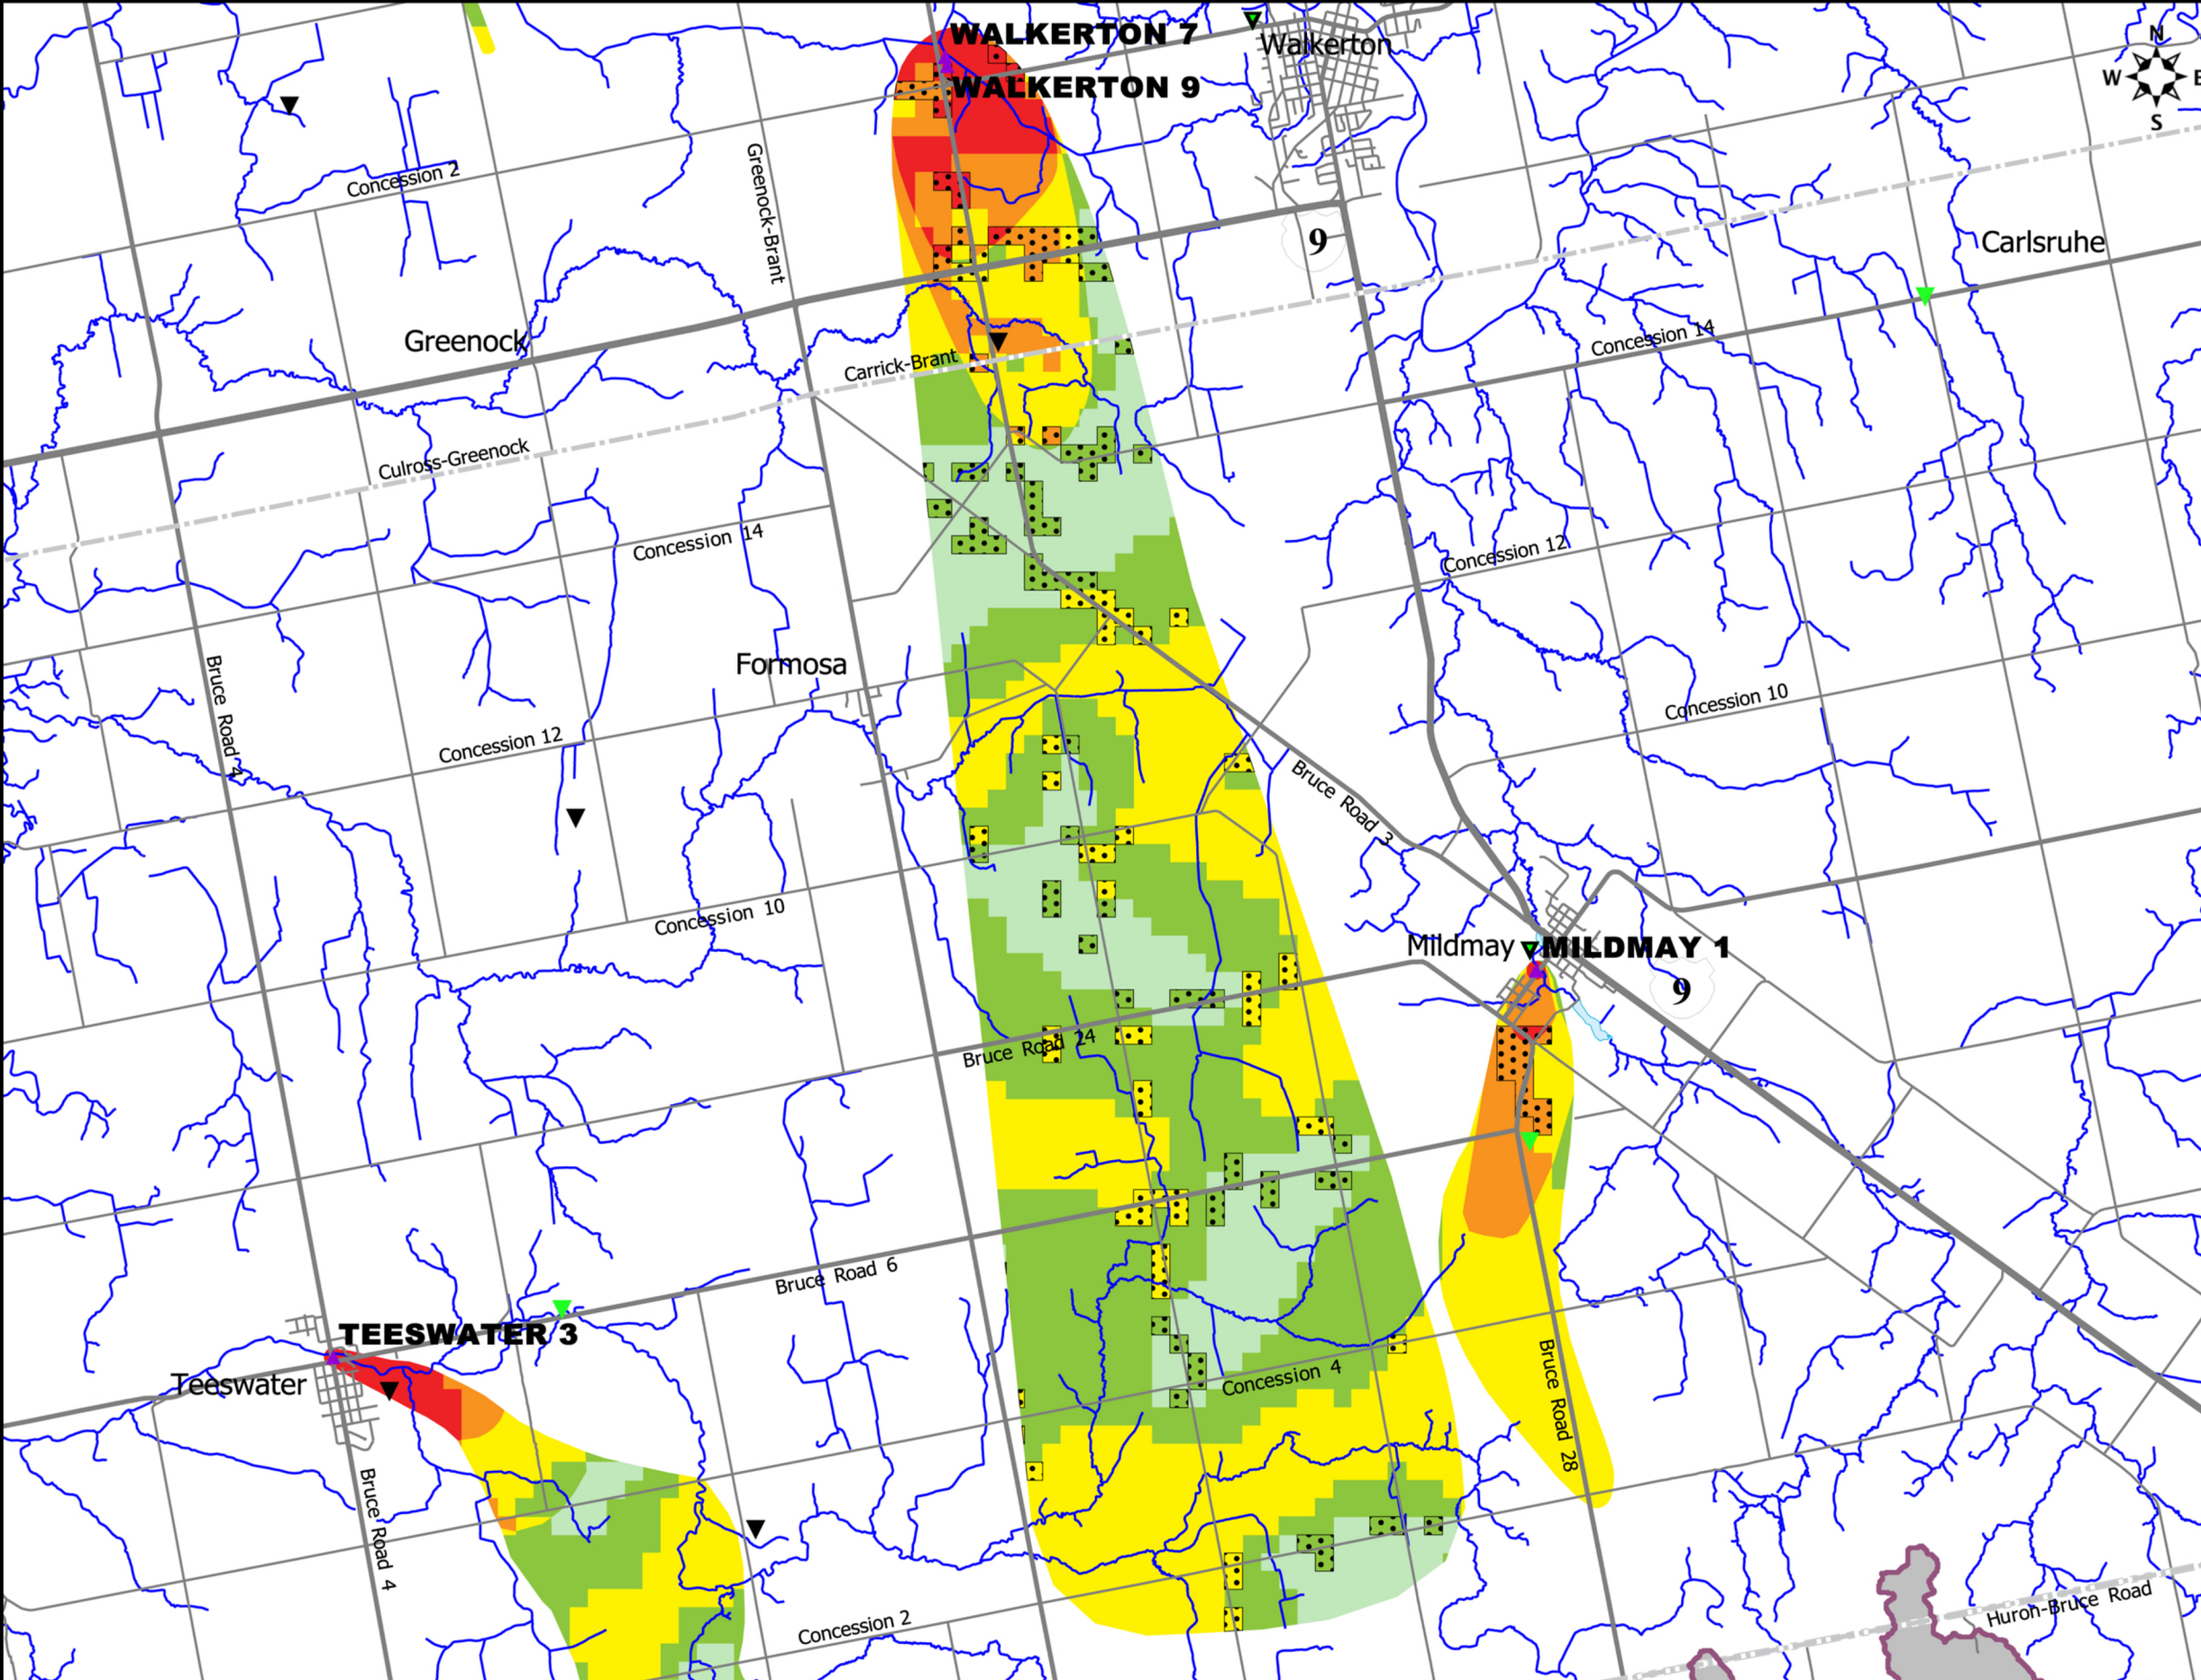 WALKERTON 7
Walkerton
N
W E
S
WALKERTON 9
Concession 2
Greenock-Brant
9
Carlsruhe
Greenock
Concession 14
Carrick-Brant
Culross-Greenock
Concession 14
Concession 12
Formosa
Bruce Road 4
Concession 10
Concession 12
Bruce Road 3
Concession 10
Mildmay
MILDMAY 1
9
Bruce Road 24
Bruce Road 6
TEESWATER 3
Teeswater
Concession 4
Bruce Road 28
Bruce Road 4
Concession 2
Huron-Bruce Road